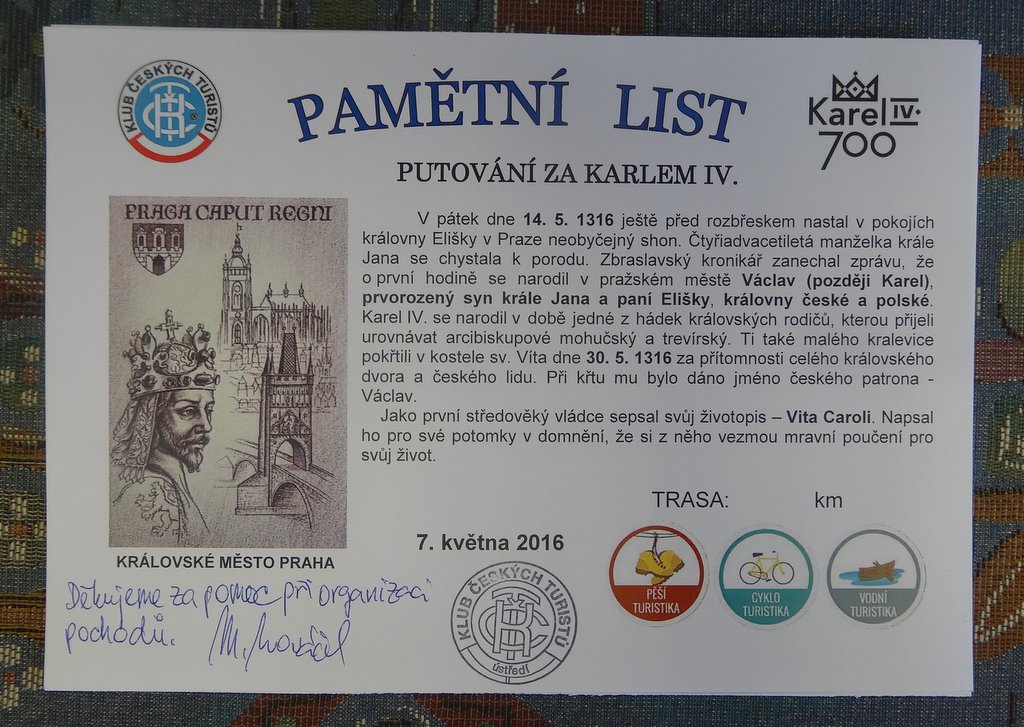 KLUB ČESKÝCH TURISTŮ
PAMĚTNÍ LIST
Karel IV.
700
PUTOVÁNÍ ZA KARLEM IV.
PRAGA CAPUT REGNI
V pátek dne 14. 5. 1316 ještě před rozbřeskem nastal v pokojích
královny Elišky v Praze neobyčejný shon. Čtyřiadvacetiletá manželka krále
Jana se chystala k porodu. Zbraslavský kronikář zanechal zprávu, že
o první hodině se narodil v pražském městě Václav (později Karel),
prvorozený syn krále Jana a paní Elišky, královny české a polské.
Karel IV. se narodil v době jedné z hádek královských rodičů, kterou přijeli
urovnávat arcibiskupové mohučský a trevírský. Ti také malého kralevice
pokřtili v kostele sv. Víta dne 30. 5. 1316 za přítomnosti celého královského
dvora a českého lidu. Při křtu mu bylo dáno jméno českého patrona -
Václav.
Jako první středověký vládce sepsal svůj životopis – Vita Caroli. Napsal
ho pro své potomky v domnění, že si z něho vezmou mravní poučení pro
svůj život.
TRASA: km
7. května 2016
KRÁLOVSKÉ MĚSTO PRAHA
PĚŠÍ
TURISTIKA
CYKLO
TURISTIKA
VODNÍ
TURISTIKA
Děkujeme za pomoc při organizaci
pochodů.
KLUB ČESKÝCH TURISTŮ
ústředí